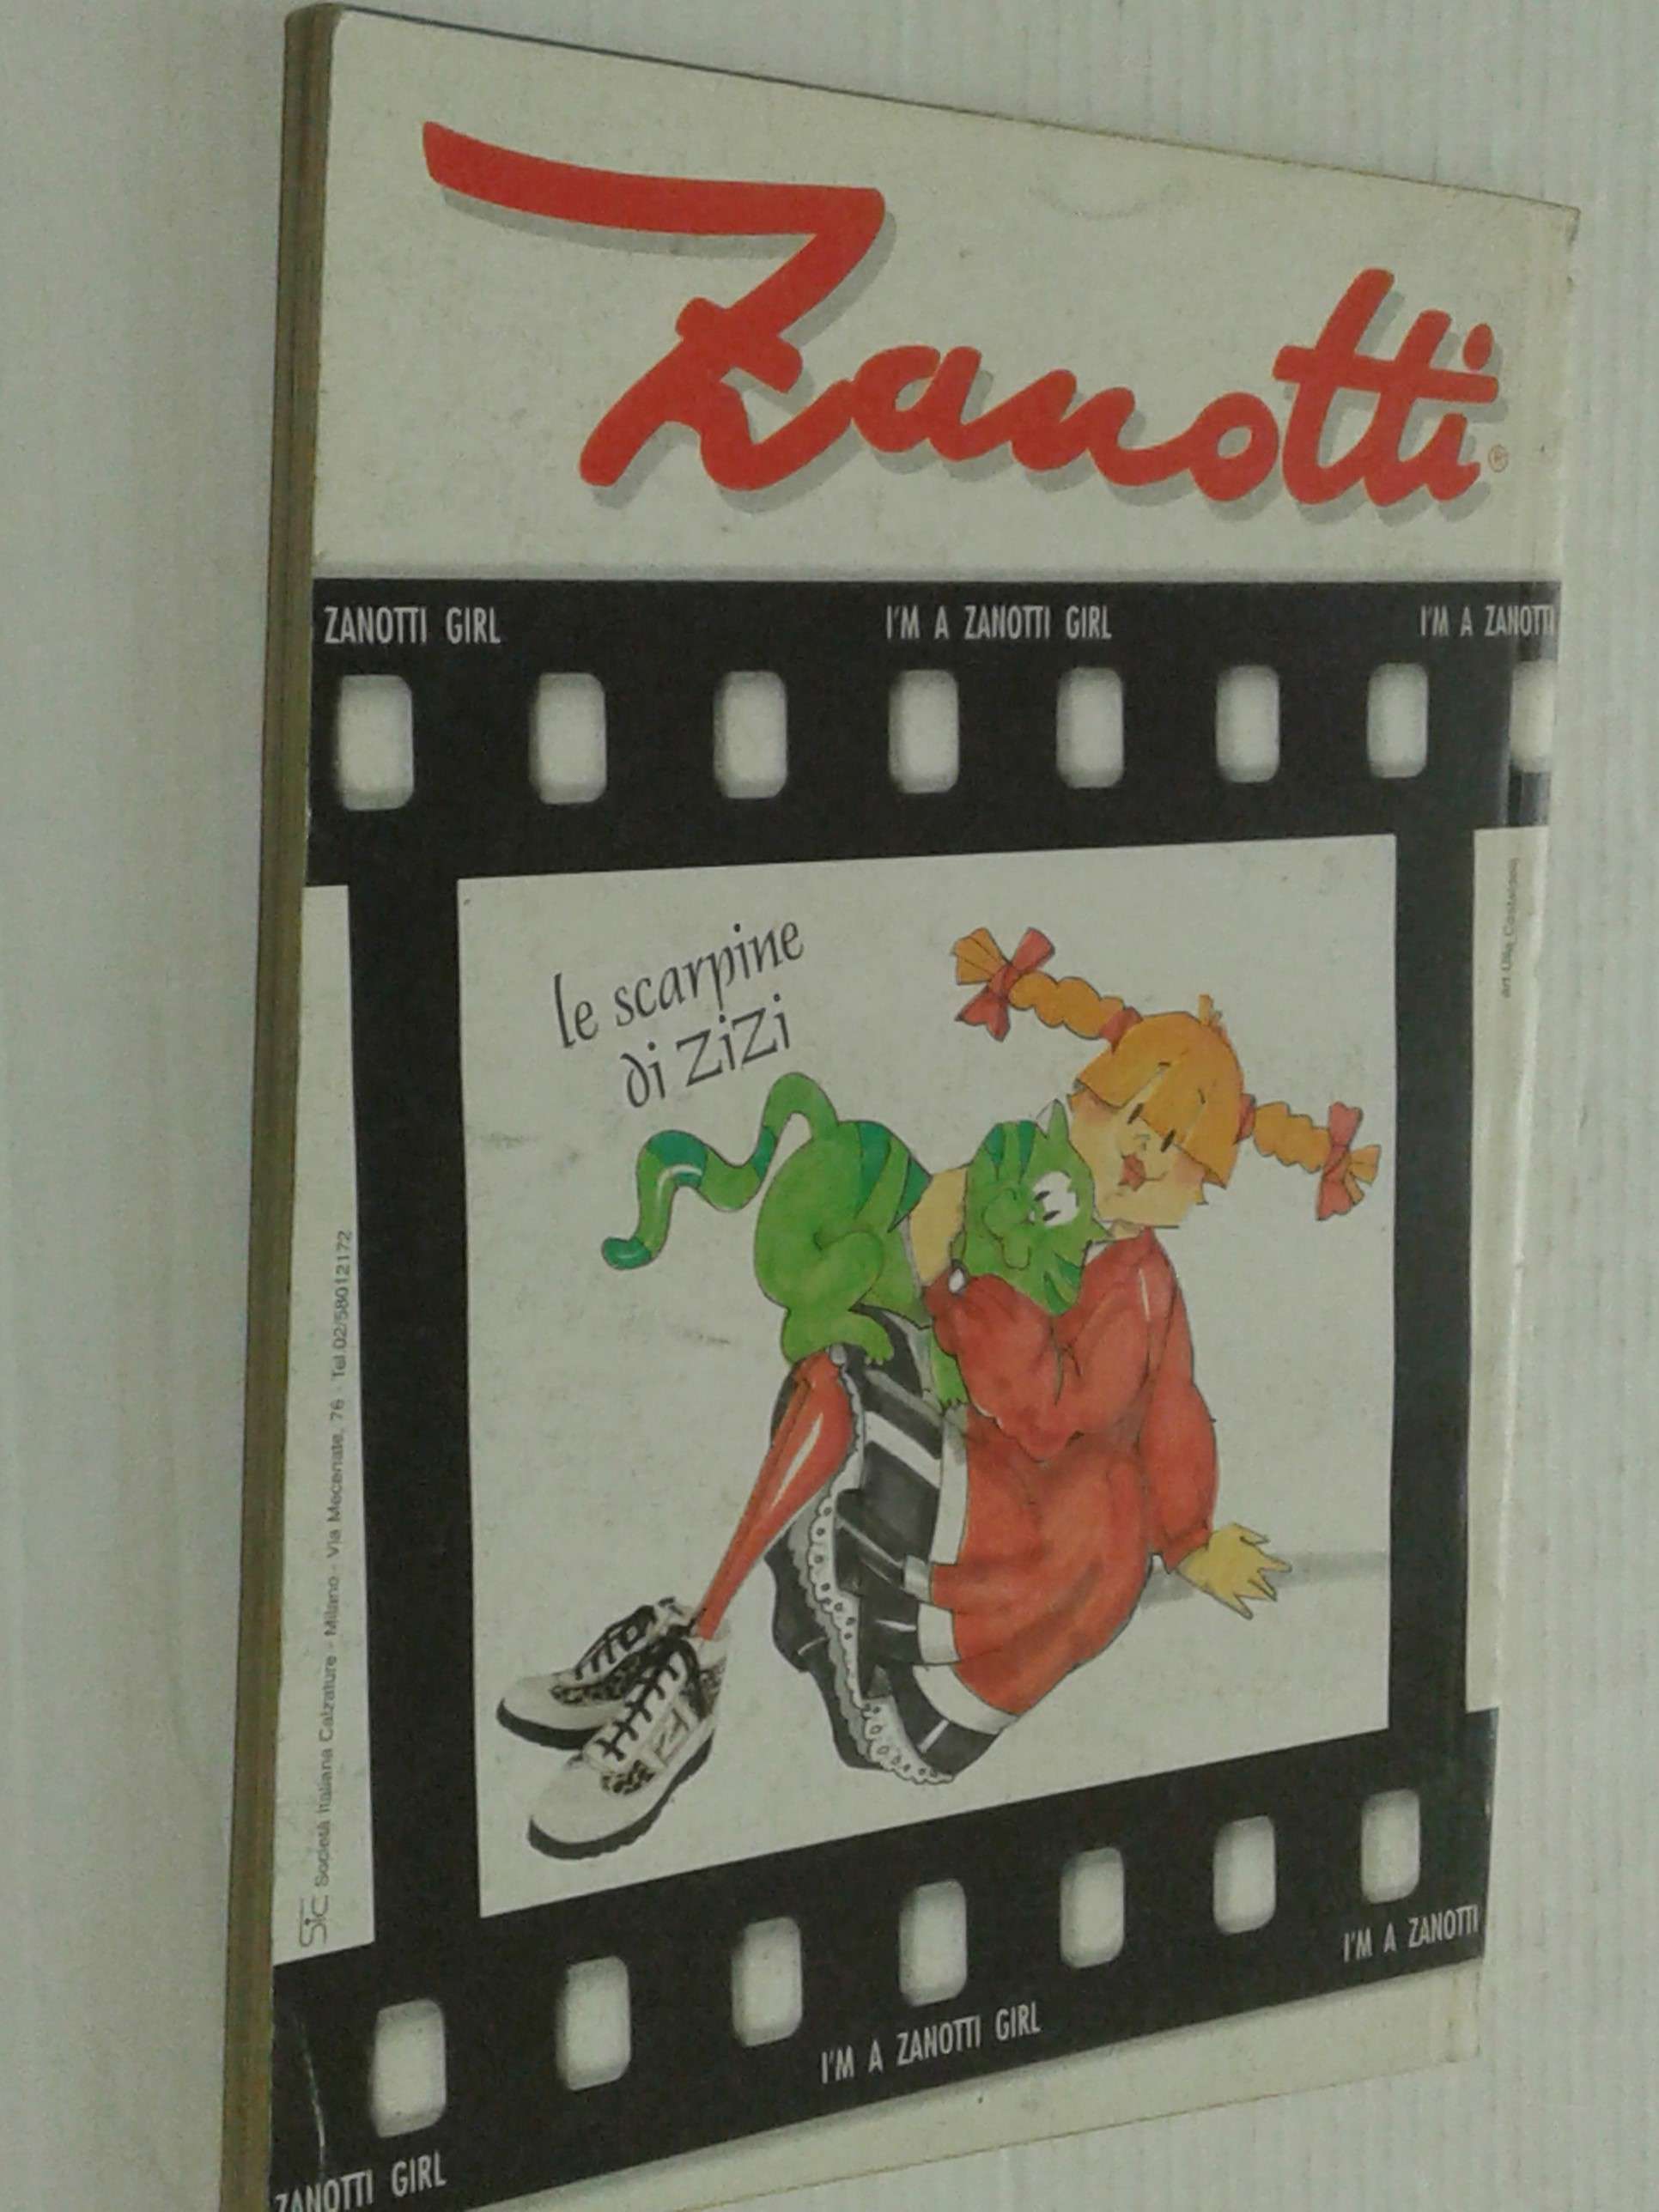 Zanotti®
ZANOTTI GIRL
I'M A ZANOTTI GIRL
I'M A ZANOTTI
le scarpine
di ZiZi
SIC Società Italiana Calzature - Milano - Via Mecenate, 76 - Tel.02/58012172
I'M A ZANOTTI
I'M A ZANOTTI GIRL
ZANOTTI GIRL